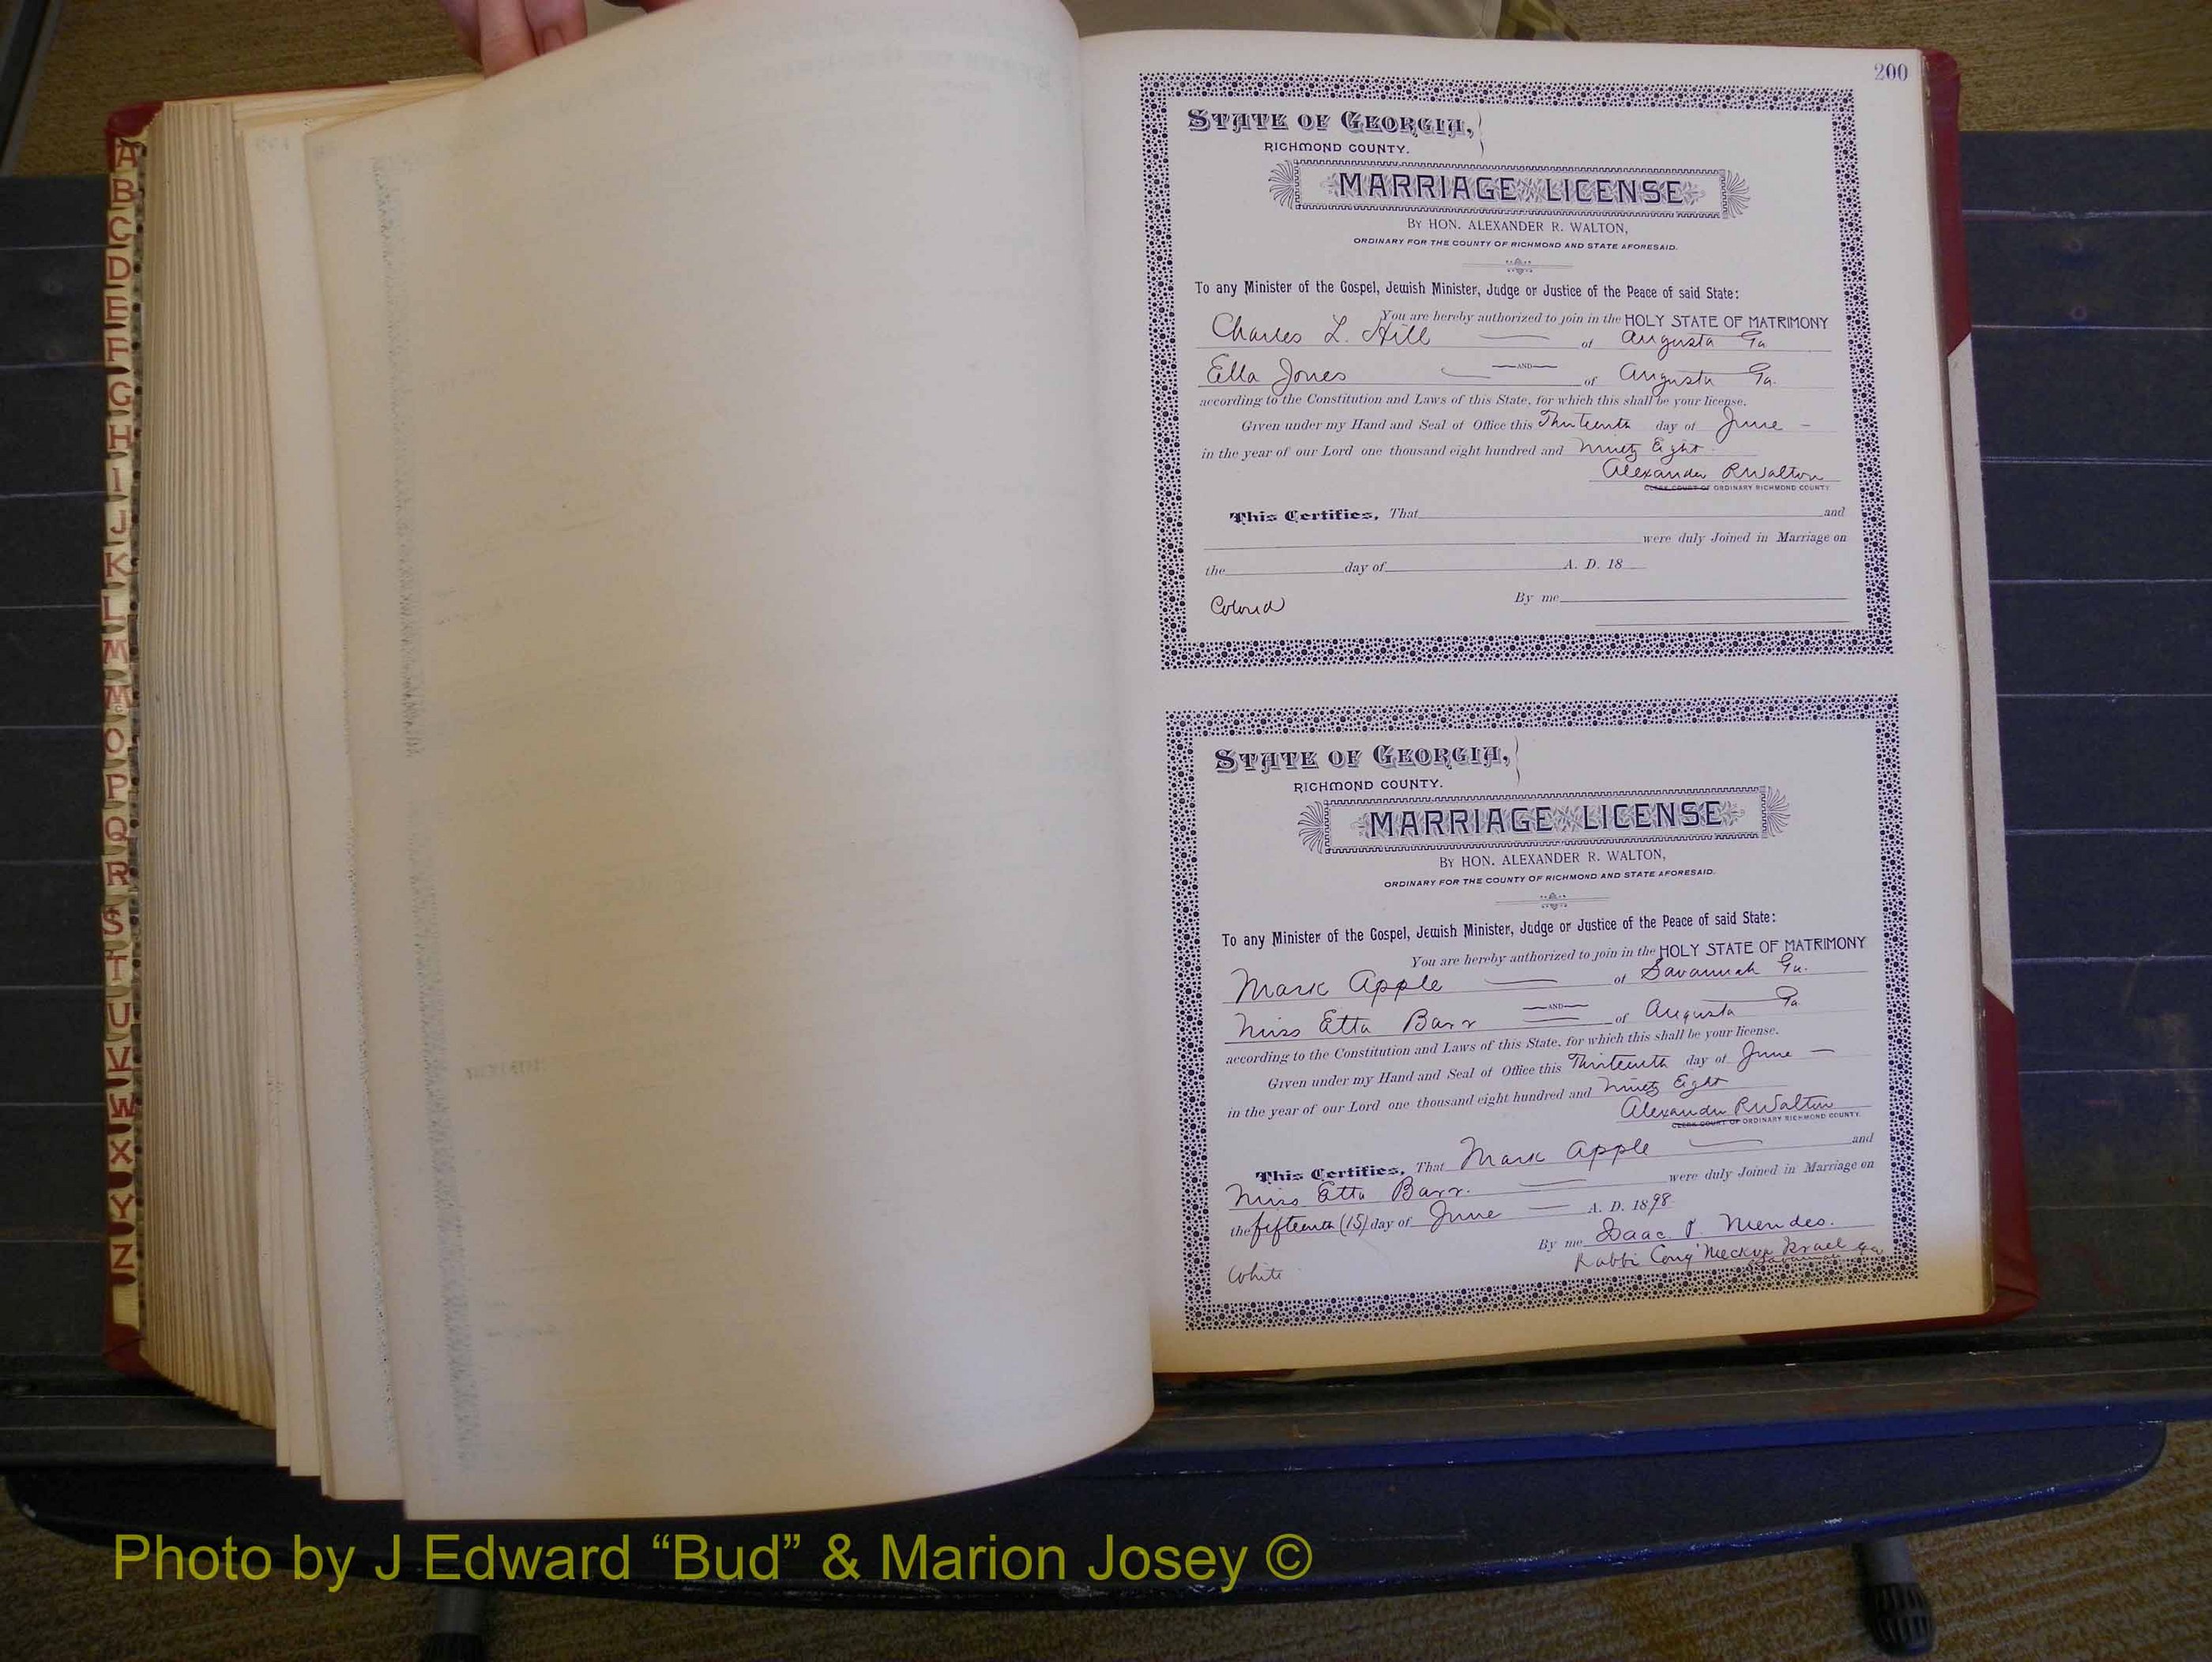 A
B
C
D
E
F
G
H
I
J
K
L
M
Mc
O
P
Q
R
S
T
U
V
W
X
Y
Z
200
STATE OF GEORGIA,
RICHMOND COUNTY.
MARRIAGE LICENSE
BY HON. ALEXANDER R. WALTON,
ORDINARY FOR THE COUNTY OF RICHMOND AND STATE AFORESAID.
To any Minister of the Gospel, Jewish Minister, Judge or Justice of the Peace of said State:
You are hereby authorized to join in the HOLY STATE OF MATRIMONY
Charles L. Hill of Augusta Ga
AND
Ella Jones of Augusta Ga.
according to the Constitution and Laws of this State, for which this shall be your license.
Given under my Hand and Seal of Office this Thirteenth day of June
in the year of our Lord one thousand eight hundred and Ninety Eight
Alexander R Walton
CLERK COURT OF ORDINARY RICHMOND COUNTY
This Certifies, That and
were duly Joined in Marriage on
the day of A. D. 18
Colored By me
STATE OF GEORGIA,
RICHMOND COUNTY.
MARRIAGE LICENSE
BY HON. ALEXANDER R. WALTON,
ORDINARY FOR THE COUNTY OF RICHMOND AND STATE AFORESAID.
To any Minister of the Gospel, Jewish Minister, Judge or Justice of the Peace of said State:
You are hereby authorized to join in the HOLY STATE OF MATRIMONY
Mark Apple of Savannah Ga.
AND
Miss Etta Barr of Augusta Ga
according to the Constitution and Laws of this State, for which this shall be your license.
Given under my Hand and Seal of Office this Thirteenth day of June
in the year of our Lord one thousand eight hundred and Ninety Eight
Alexander R Walton
CLERK COURT OF ORDINARY RICHMOND COUNTY.
This Certifies, That Mark Apple and
Miss Etta Barr. were duly Joined in Marriage on
the fifteenth (15) day of June A. D. 1898
By me Isaac P. Mendes.
Rabbi Cong' Israel
Savannah Ga
White
Photo by J Edward “Bud” & Marion Josey ©